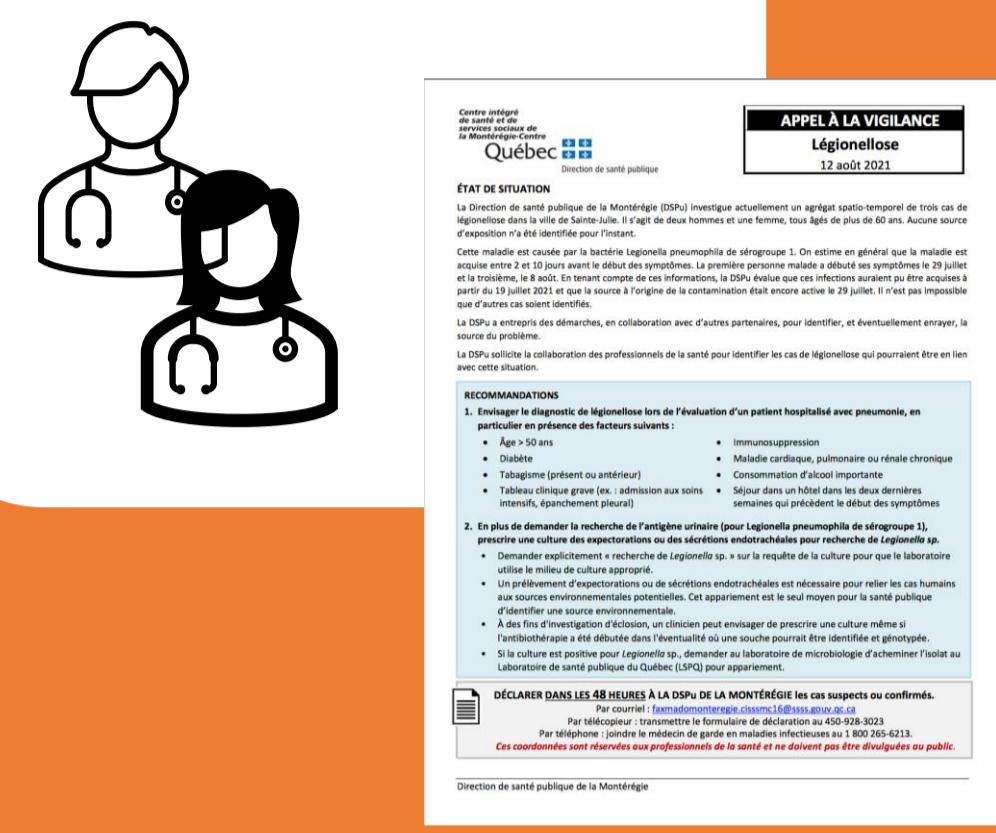 Centre intégré
de santé et de
services sociaux de
la Montérégie-Centre
Québec
Direction de santé publique
APPEL À LA VIGILANCE
Légionellose
12 août 2021
ÉTAT DE SITUATION
La Direction de santé publique de la Montérégie (DSPu) investigue actuellement un agrégat spatio-temporel de trois cas de
légionellose dans la ville de Sainte-Julie. Il s'agit de deux hommes et une femme, tous âgés de plus de 60 ans. Aucune source
d'exposition n'a été identifiée pour l'instant.
Cette maladie est causée par la bactérie Legionella pneumophila de sérogroupe 1. On estime en général que la maladie est
acquise entre 2 et 10 jours avant le début des symptômes. La première personne malade a débuté ses symptômes le 29 juillet
et la troisième, le 8 août. En tenant compte de ces informations, la DSPu évalue que ces infections auraient pu être acquises à
partir du 19 juillet 2021 et que la source à l'origine de la contamination était encore active le 29 juillet. Il n'est pas impossible
que d'autres cas soient identifiés.
La DSPu a entrepris des démarches, en collaboration avec d'autres partenaires, pour identifier, et éventuellement enrayer, la
source du problème.
La DSPu sollicite la collaboration des professionnels de la santé pour identifier les cas de légionellose qui pourraient être en lien
avec cette situation.
RECOMMANDATIONS
1. Envisager le diagnostic de légionellose lors de l'évaluation d'un patient hospitalisé avec pneumonie, en
particulier en présence des facteurs suivants :
• Âge > 50 ans
• Diabète
• Tabagisme (présent ou antérieur)
• Tableau clinique grave (ex. : admission aux soins
intensifs, épanchement pleural)
• Immunosuppression
• Maladie cardiaque, pulmonaire ou rénale chronique
• Consommation d'alcool importante
• Séjour dans un hôtel dans les deux dernières
semaines qui précèdent le début des symptômes
2. En plus de demander la recherche de l'antigène urinaire (pour Legionella pneumophila de sérogroupe 1),
prescrire une culture des expectorations ou des sécrétions endotrachéales pour recherche de Legionella sp.
• Demander explicitement « recherche de Legionella sp. » sur la requête de la culture pour que le laboratoire
utilise le milieu de culture approprié.
• Un prélèvement d'expectorations ou de sécrétions endotrachéales est nécessaire pour relier les cas humains
aux sources environnementales potentielles. Cet appariement est le seul moyen pour la santé publique
d'identifier une source environnementale.
• À des fins d'investigation d'éclosion, un clinicien peut envisager de prescrire une culture même si
l'antibiothérapie a été débutée dans l'éventualité où une souche pourrait être identifiée et génotypée.
• Si la culture est positive pour Legionella sp., demander au laboratoire de microbiologie d'acheminer l'isolat au
Laboratoire de santé publique du Québec (LSPQ) pour appariement.
DÉCLARER DANS LES 48 HEURES À LA DSPu DE LA MONTÉRÉGIE les cas suspects ou confirmés.
Par courriel : faxmadomonteregie.cisssmc16@ssss.gouv.qc.ca
Par télécopieur : transmettre le formulaire de déclaration au 450-928-3023
Par téléphone : joindre le médecin de garde en maladies infectieuses au 1 800 265-6213.
Ces coordonnées sont réservées aux professionnels de la santé et ne doivent pas être divulguées au public.
Direction de santé publique de la Montérégie